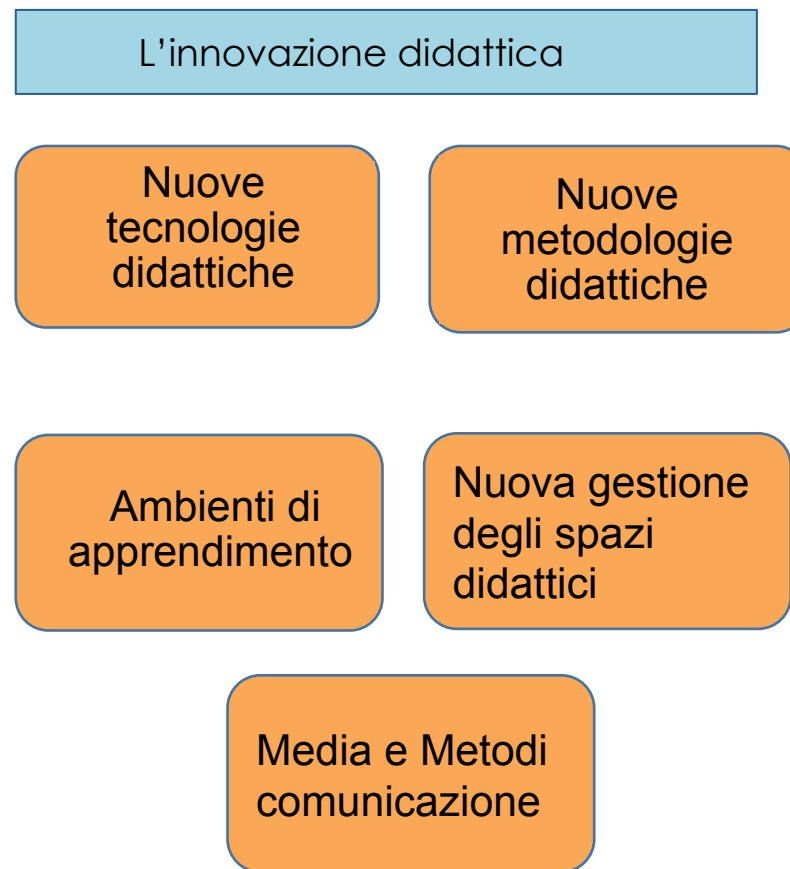 L’innovazione didattica
Nuove
tecnologie
didattiche
Nuove
metodologie
didattiche
Ambienti di
apprendimento
Nuova gestione
degli spazi
didattici
Media e Metodi
comunicazione